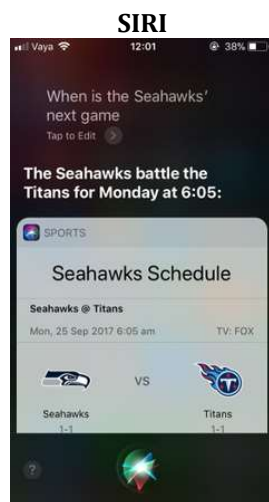 SIRI
Vaya 12:01 38%
When is the Seahawks'
next game
Tap to Edit
The Seahawks battle the
Titans for Monday at 6:05:
SPORTS
Seahawks Schedule
Seahawks @ Titans
Mon, 25 Sep 2017 6:05 am TV: FOX
VS
Seahawks Titans
1-1 1-1
?